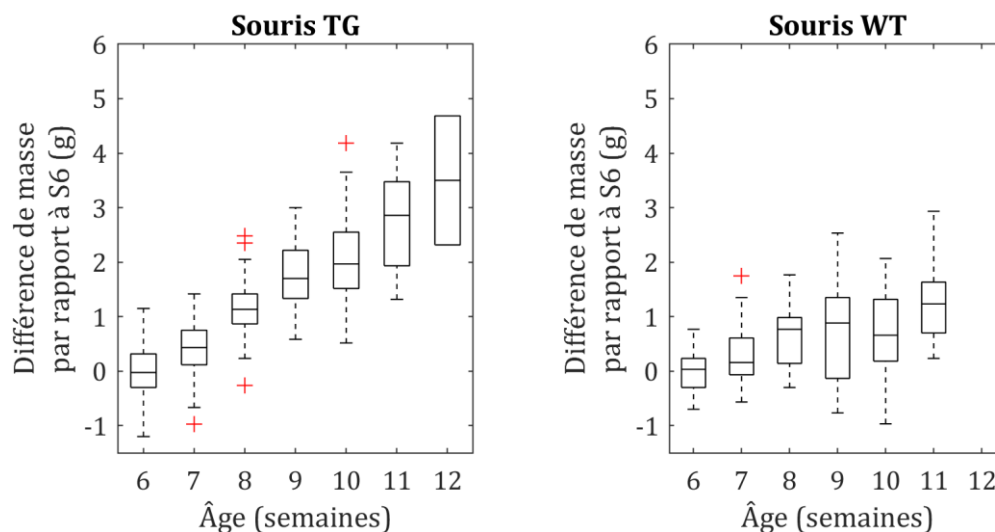 Souris TG
Différence de masse
par rapport à S6 (g)
6
5
4
3
2
1
0
-1
6 7 8 9 10 11 12
Âge (semaines)
Souris WT
Différence de masse
par rapport à S6 (g)
6
5
4
3
2
1
0
-1
6 7 8 9 10 11 12
Âge (semaines)